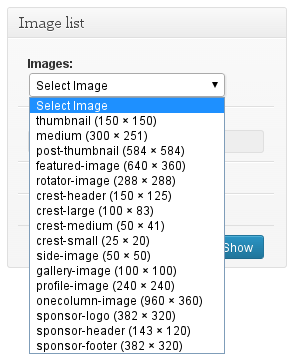 Image list
Images:
Select Image
Select Image
thumbnail (150 × 150)
medium (300 × 251)
post-thumbnail (584 × 584)
featured-image (640 × 360)
rotator-image (288 × 288)
crest-header (150 × 125)
crest-large (100 × 83)
crest-medium (50 × 41)
crest-small (25 × 20)
side-image (50 × 50)
gallery-image (100 × 100)
profile-image (240 × 240)
onecolumn-image (960 × 360)
sponsor-logo (382 × 320)
sponsor-header (143 × 120)
sponsor-footer (382 × 320)
Show